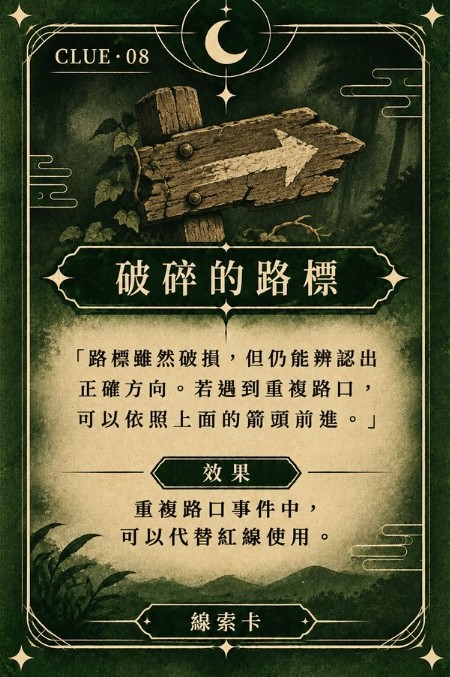 CLUE·08
破碎的路標
「路標雖然破損，但仍能辨認出
正確方向。若遇到重複路口，
可以依照上面的箭頭前進。」
效果
重複路口事件中，
可以代替紅線使用。
線索卡